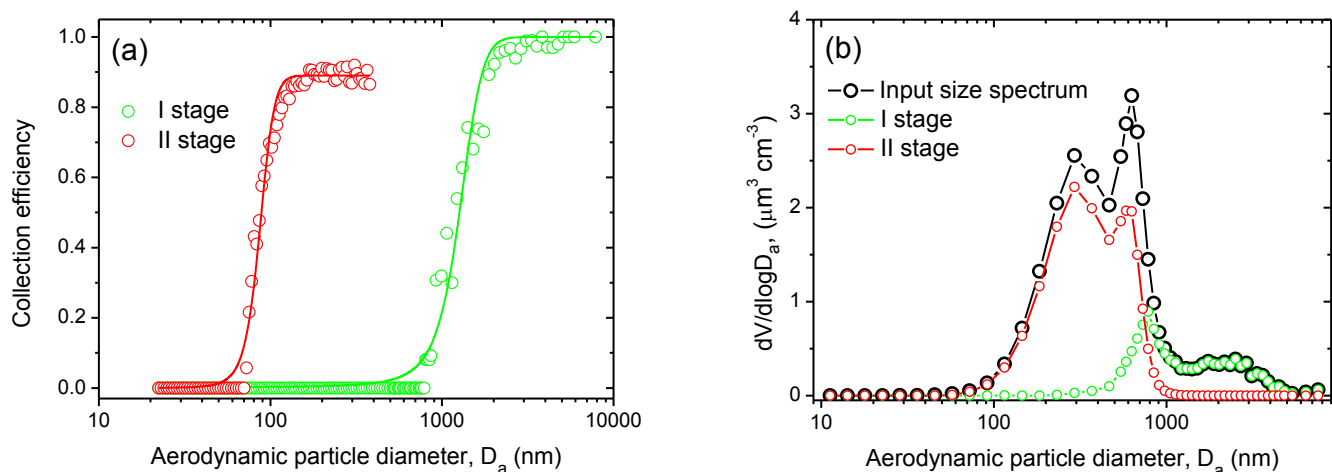 (a)
I stage
II stage
Collection efficiency
1.0
0.8
0.6
0.4
0.2
0.0
10
100
1000
10000
Aerodynamic particle diameter, D_a (nm)
(b)
Input size spectrum
I stage
II stage
dV/dlogD_a, (μm³ cm⁻³)
4
3
2
1
0
10
100
1000
Aerodynamic particle diameter, D_a (nm)